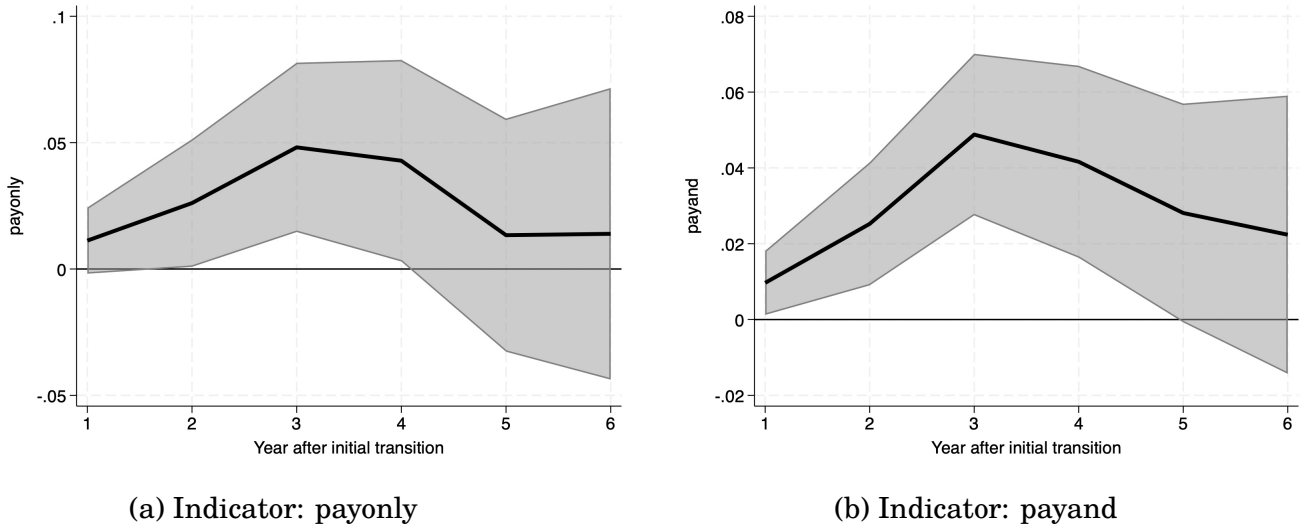 .1
.05
0
-.05
payonly
1 2 3 4 5 6
Year after initial transition
(a) Indicator: payonly
.08
.06
.04
.02
0
-.02
payand
1 2 3 4 5 6
Year after initial transition
(b) Indicator: payand